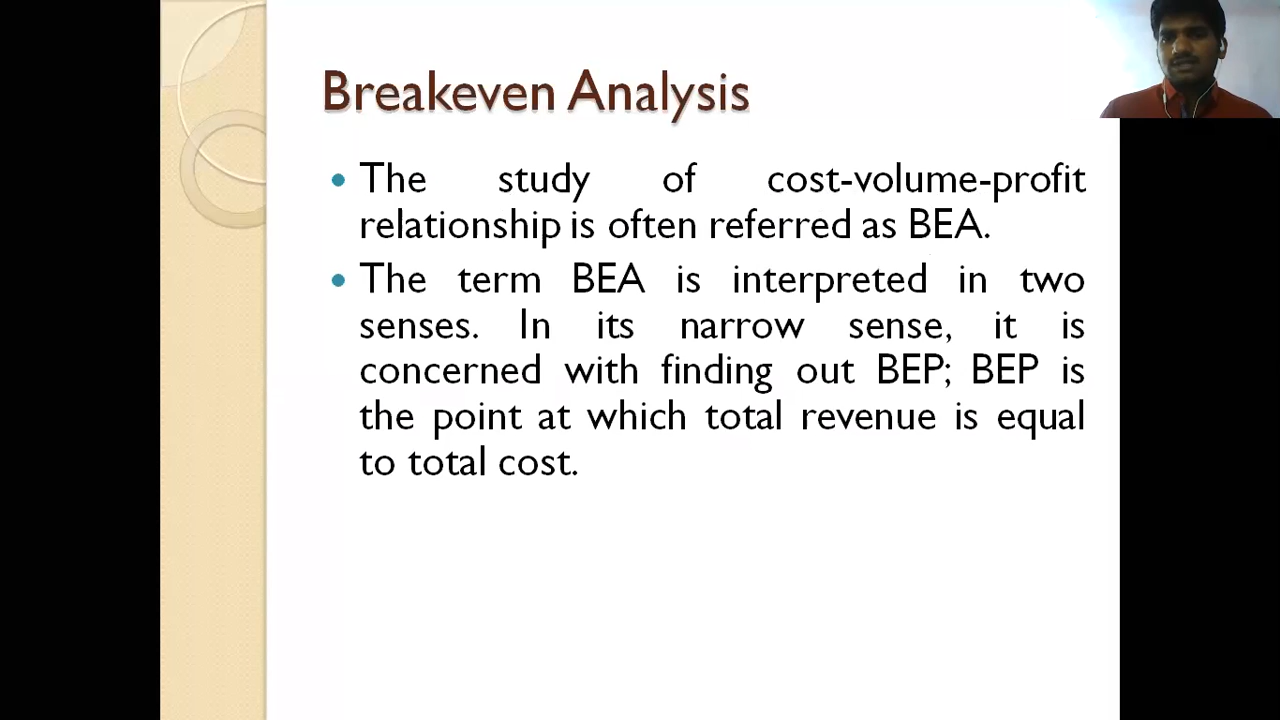 Breakeven Analysis
• The study of cost-volume-profit
relationship is often referred as BEA.
• The term BEA is interpreted in two
senses. In its narrow sense, it is
concerned with finding out BEP; BEP is
the point at which total revenue is equal
to total cost.